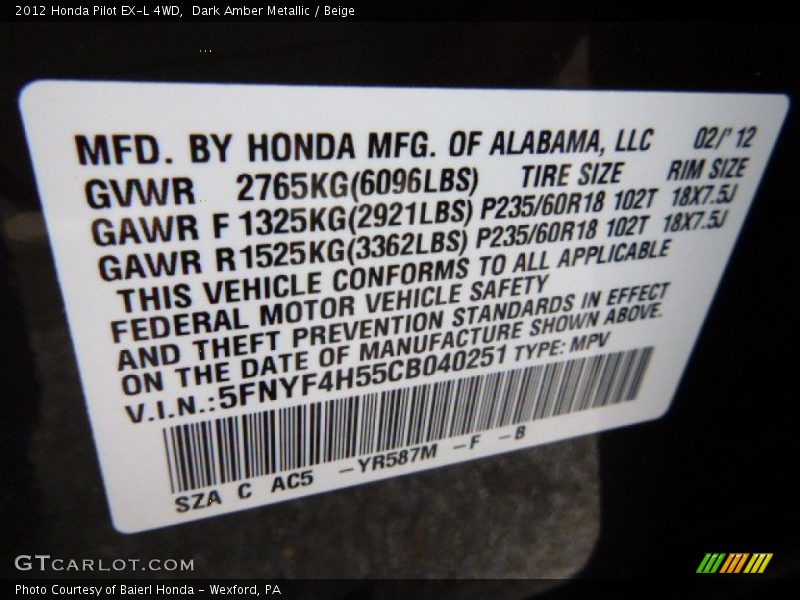 2012 Honda Pilot EX-L 4WD,  Dark Amber Metallic / Beige
MFD. BY HONDA MFG. OF ALABAMA, LLC 02/'12
GVWR 2765KG(6096LBS) TIRE SIZE RIM SIZE
GAWR F 1325KG(2921LBS) P235/60R18 102T 18X7.5J
GAWR R 1525KG(3362LBS) P235/60R18 102T 18X7.5J
THIS VEHICLE CONFORMS TO ALL APPLICABLE
FEDERAL MOTOR VEHICLE SAFETY
AND THEFT PREVENTION STANDARDS IN EFFECT
ON THE DATE OF MANUFACTURE SHOWN ABOVE.
V.I.N.:5FNYF4H55CB040251 TYPE: MPV
SZA C AC5 -YR587M -F -B
GTCARLOT.COM
Photo Courtesy of Baierl Honda - Wexford, PA